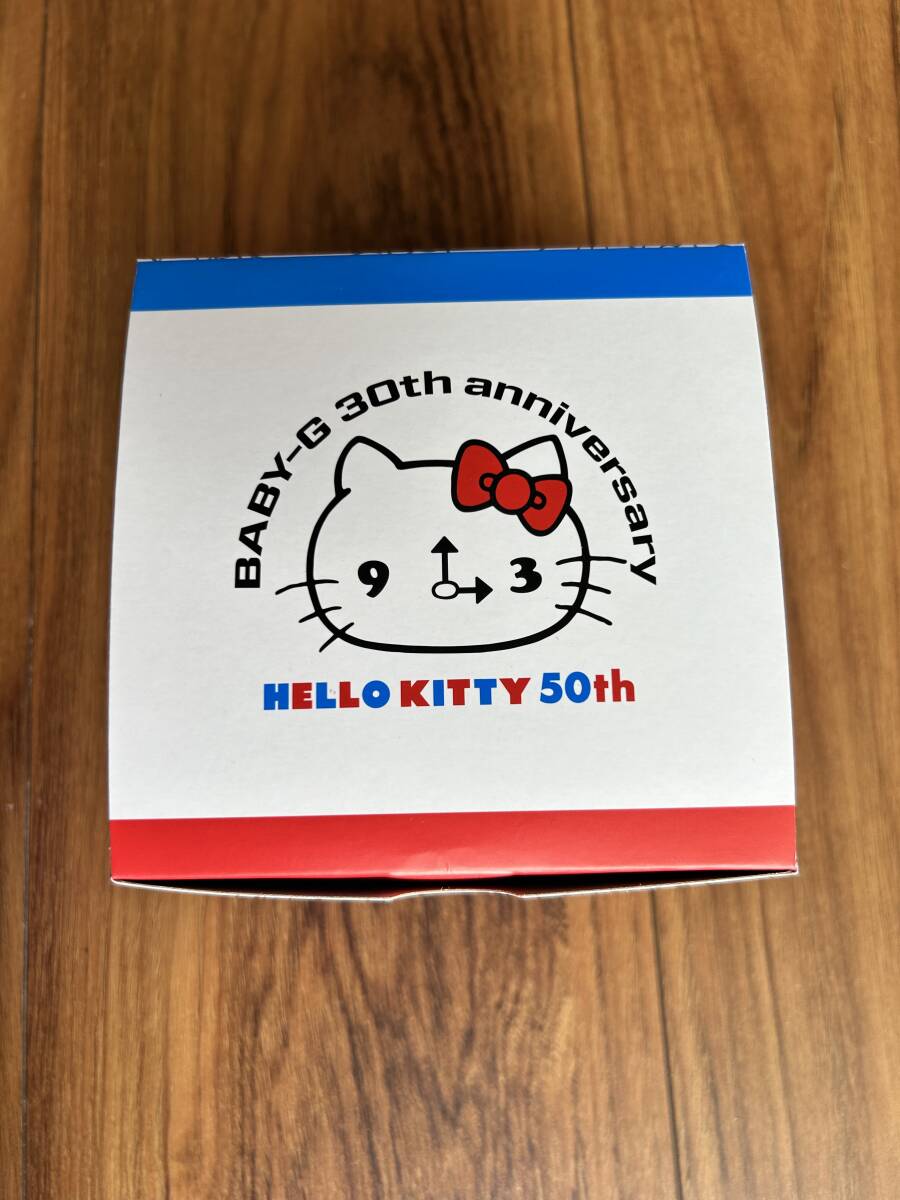 BABY-G 30th anniversary
9 3
HELLO KITTY 50th